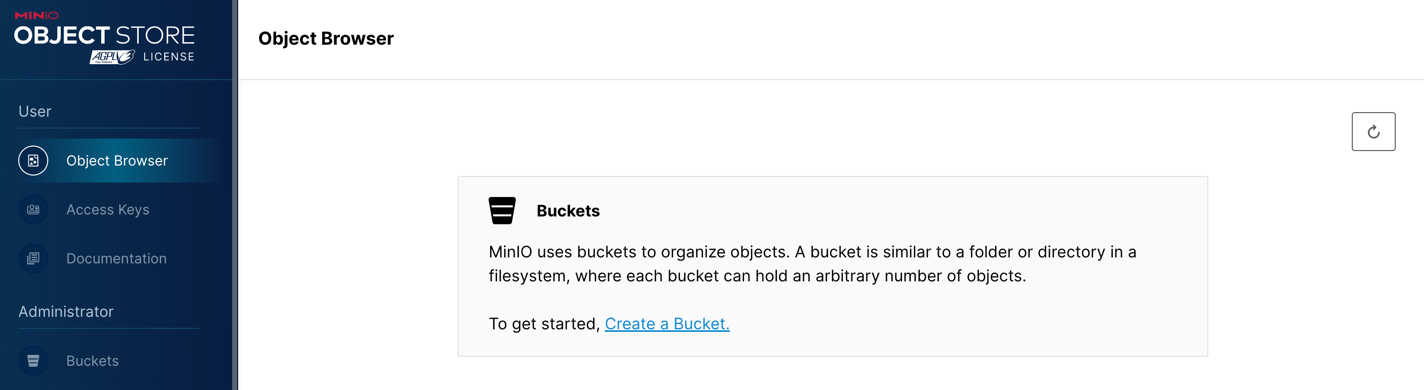 MINIO
OBJECT STORE
AGPL v3 LICENSE
User
Object Browser
Access Keys
Documentation
Administrator
Buckets
Object Browser
Buckets
MinIO uses buckets to organize objects. A bucket is similar to a folder or directory in a
filesystem, where each bucket can hold an arbitrary number of objects.
To get started, Create a Bucket.